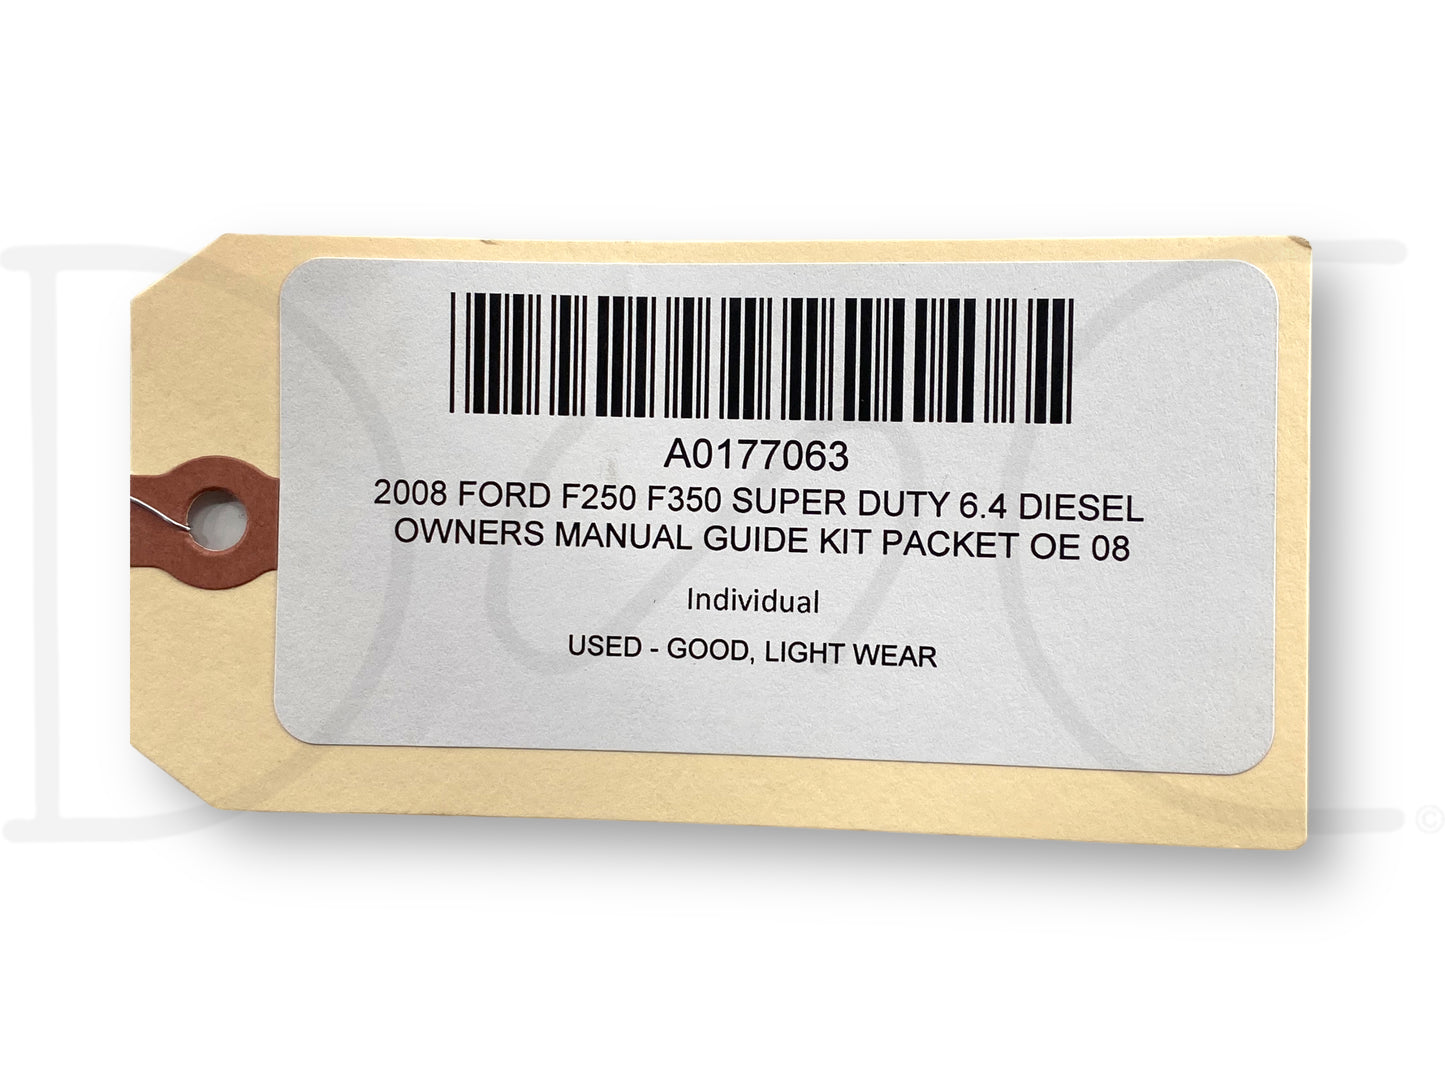 A0177063
2008 FORD F250 F350 SUPER DUTY 6.4 DIESEL
OWNERS MANUAL GUIDE KIT PACKET OE 08
Individual
USED - GOOD, LIGHT WEAR
©